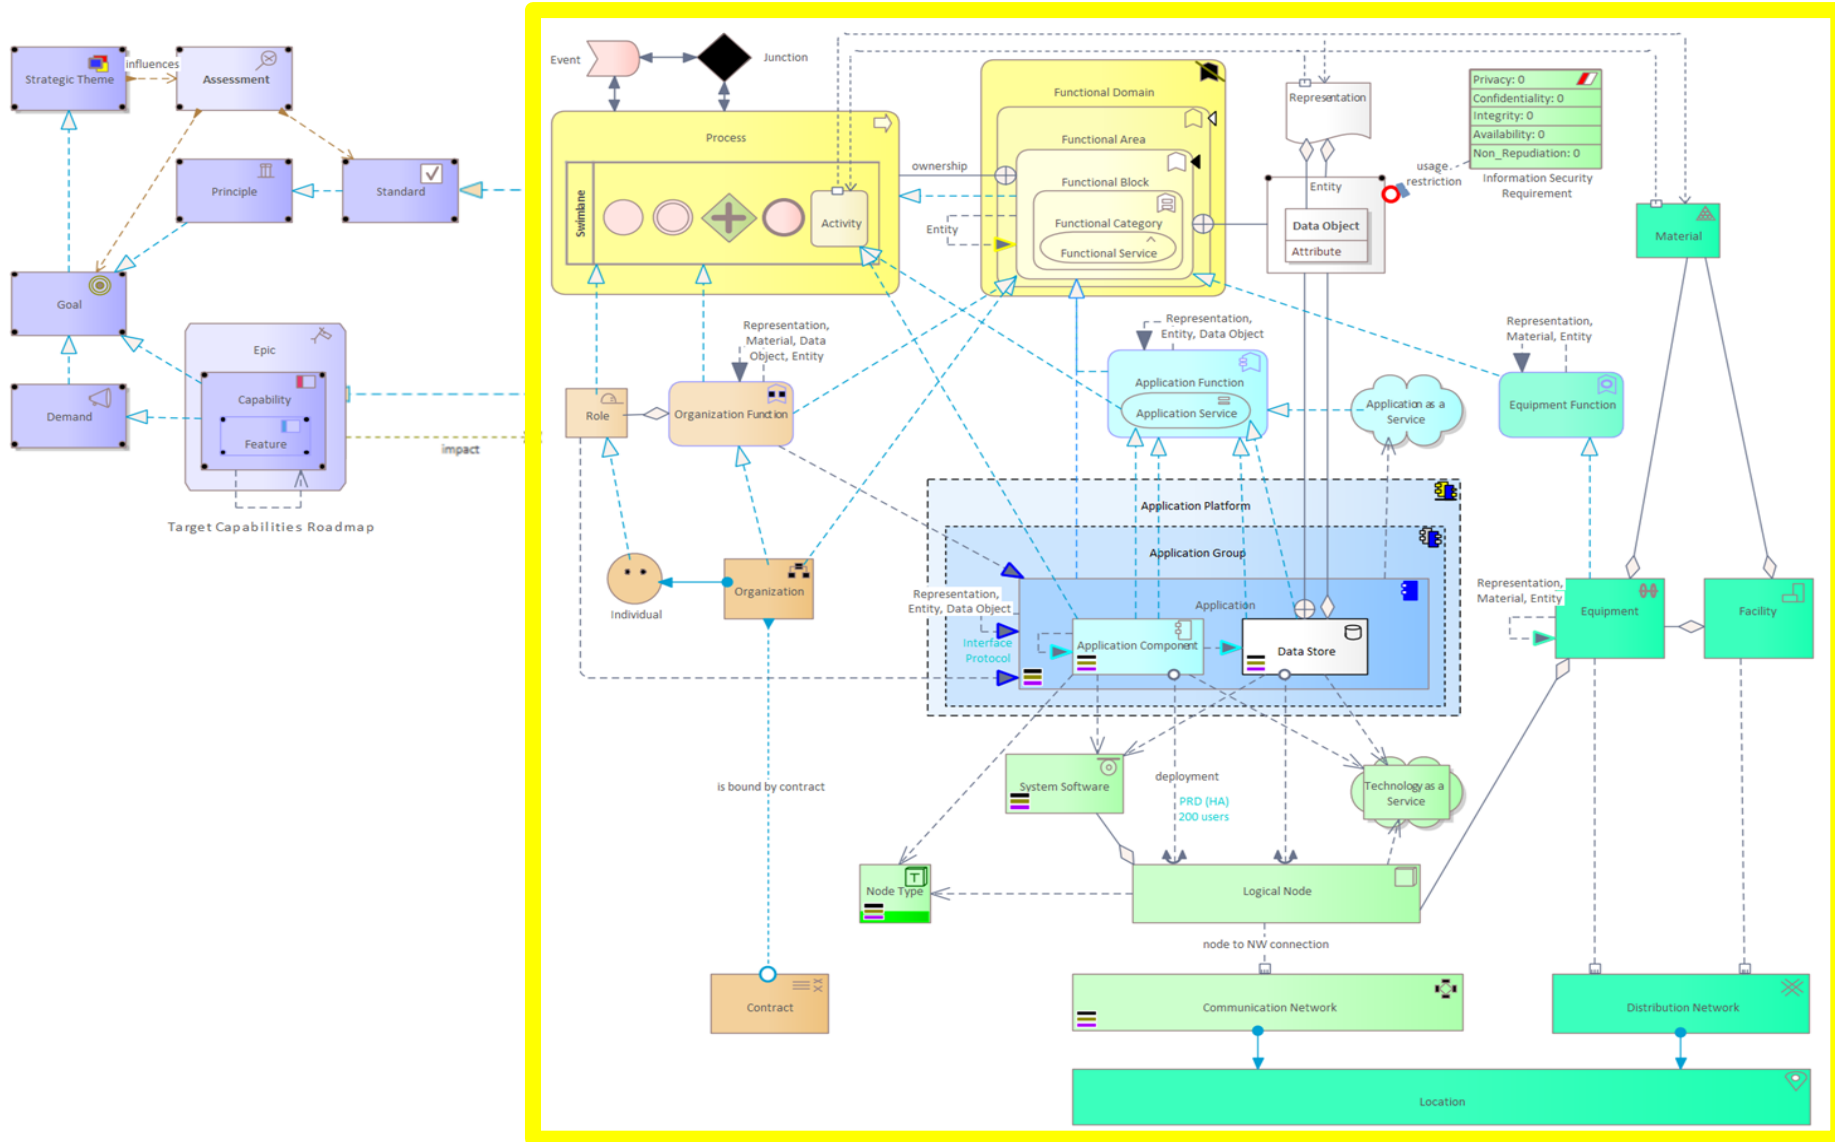 Strategic Theme
influences
Assessment
Principle
Standard
Goal
Epic
Capability
Feature
Demand
impact
Target Capabilities Roadmap
Event
Junction
Process
Swimlane
Activity
ownership
Entity
Functional Domain
Functional Area
Functional Block
Functional Category
Functional Service
Representation
Entity
Data Object
Attribute
usage
restriction
Privacy: 0
Confidentiality: 0
Integrity: 0
Availability: 0
Non_Repudiation: 0
Information Security
Requirement
Material
Representation,
Material, Data
Object, Entity
Role
Organization Function
Representation,
Entity, Data Object
Application Function
Application Service
Application as a
Service
Representation,
Material, Entity
Equipment Function
Individual
Organization
Application Platform
Application Group
Representation,
Entity, Data Object
Interface
Protocol
Application
Application Component
Data Store
Representation,
Material, Entity
Equipment
Facility
is bound by contract
System Software
deployment
PRD (HA)
200 users
Technology as a
Service
Node Type
T
Logical Node
node to NW connection
Contract
Communication Network
Distribution Network
Location